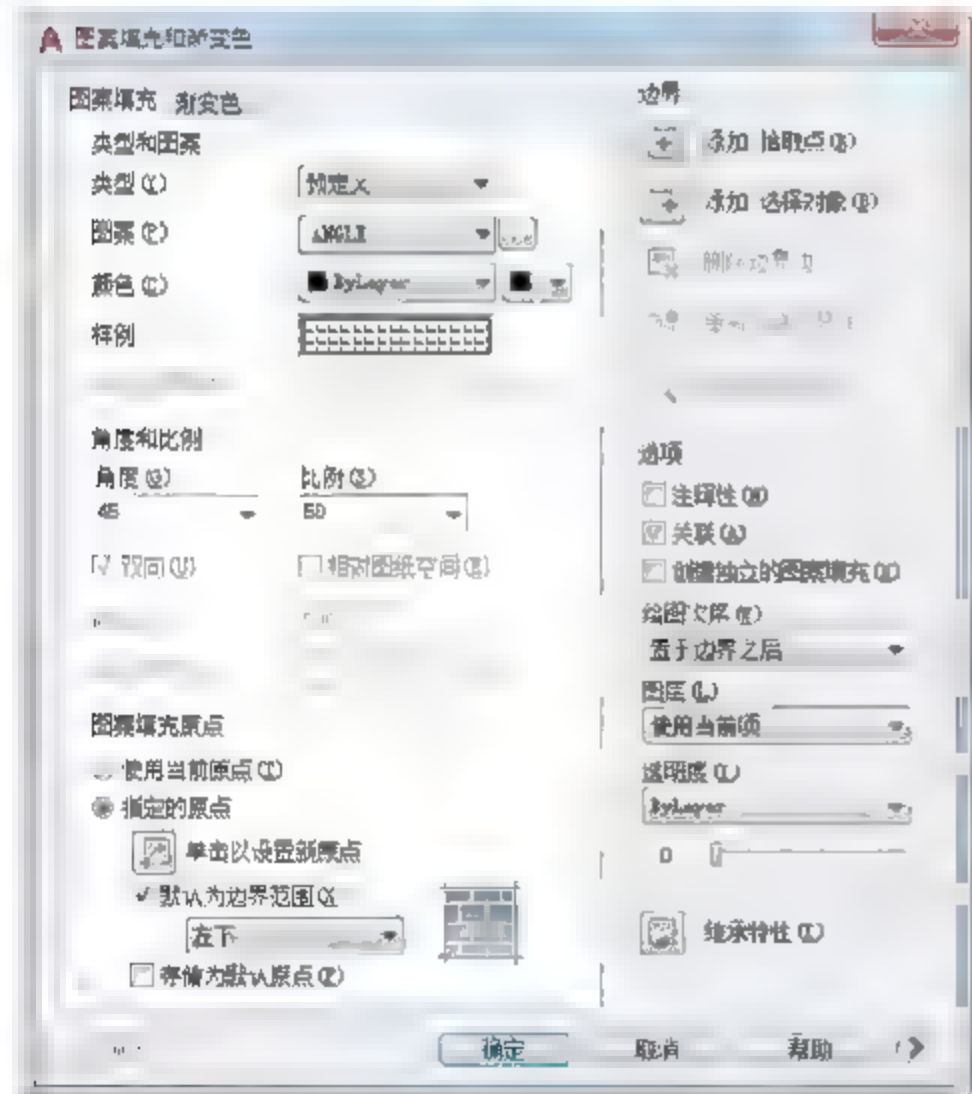 图案填充和渐变色
图案填充 渐变色
类型和图案
类型(Y)
预定义
图案(P)
ANGLE
颜色(C)
ByLayer
样例
角度和比例
角度(G)
比例(S)
45
50
双向(U)
相对图纸空间(E)
图案填充原点
使用当前原点(T)
指定的原点
单击以设置新原点
默认为边界范围(X
左下
存储为默认原点(F)
边界
添加 拾取点(K)
添加 选择对象(B)
删除边界
选项
注释性(N)
关联(A)
创建独立的图案填充(H)
绘图次序(W)
置于边界之后
图层(L)
使用当前项
透明度(T)
ByLayer
0
继承特性(I)
确定
取消
帮助